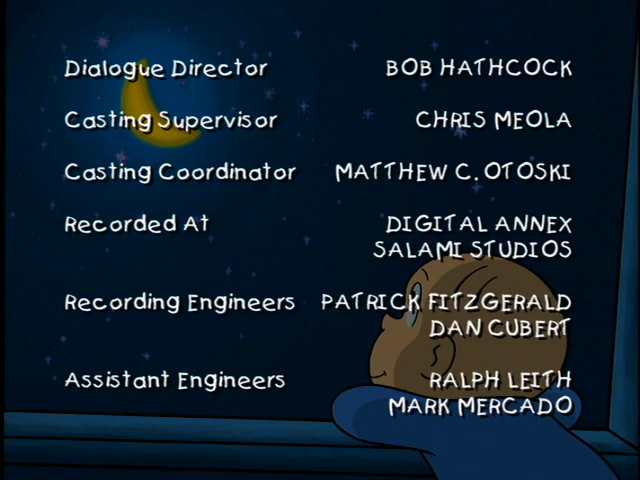 Dialogue Director BOB HATHCOCK
Casting Supervisor CHRIS MEOLA
Casting Coordinator MATTHEW C. OTOSKI
Recorded At DIGITAL ANNEX
SALAMI STUDIOS
Recording Engineers PATRICK FITZGERALD
DAN CUBERT
Assistant Engineers RALPH LEITH
MARK MERCADO